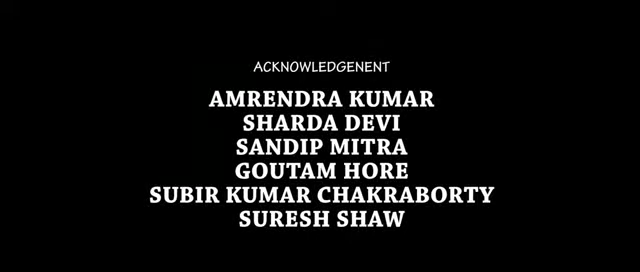 ACKNOWLEDGENENT
AMRENDRA KUMAR
SHARDA DEVI
SANDIP MITRA
GOUTAM HORE
SUBIR KUMAR CHAKRABORTY
SURESH SHAW